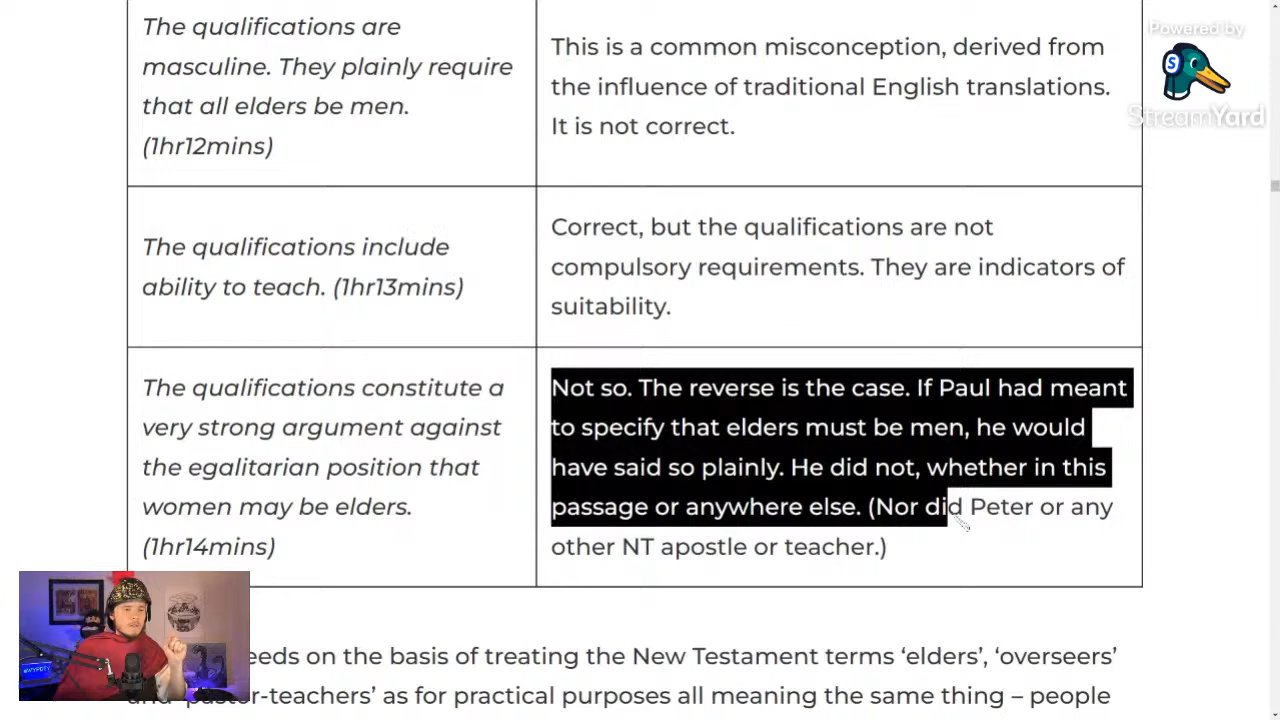 The qualifications are
masculine. They plainly require
that all elders be men.
(1hr12mins)
This is a common misconception, derived from
the influence of traditional English translations.
It is not correct.
Powered by
S
StreamYard
The qualifications include
ability to teach. (1hr13mins)
Correct, but the qualifications are not
compulsory requirements. They are indicators of
suitability.
The qualifications constitute a
very strong argument against
the egalitarian position that
women may be elders.
(1hr14mins)
Not so. The reverse is the case. If Paul had meant
to specify that elders must be men, he would
have said so plainly. He did not, whether in this
passage or anywhere else. (Nor did Peter or any
other NT apostle or teacher.)
eeds on the basis of treating the New Testament terms ‘elders’, ‘overseers’
and ‘pastor-teachers’ as for practical purposes all meaning the same thing – people